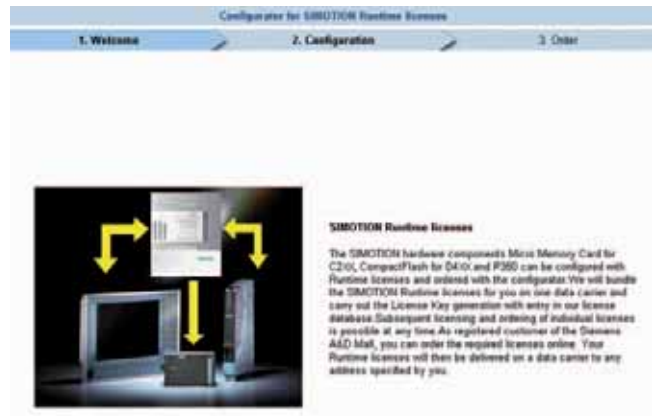 Configurator for SIMOTION Runtime licenses
1. Welcome
2. Configuration
3. Order
SIMOTION Runtime licenses
The SIMOTION hardware components Micro Memory Card for
CompactFlash for and can be configured with
Runtime licenses and ordered with the configurator.We will bundle
the SIMOTION Runtime licenses for you on one data carrier and
carry out the License Key generation with entry in our license
database.Subsequent licensing and ordering of individual licenses
is possible at any time.As registered customer of the Siemens
A&D Mall, you can order the required licenses online. Your
Runtime licenses will then be delivered on a data carrier to any
address specified by you.